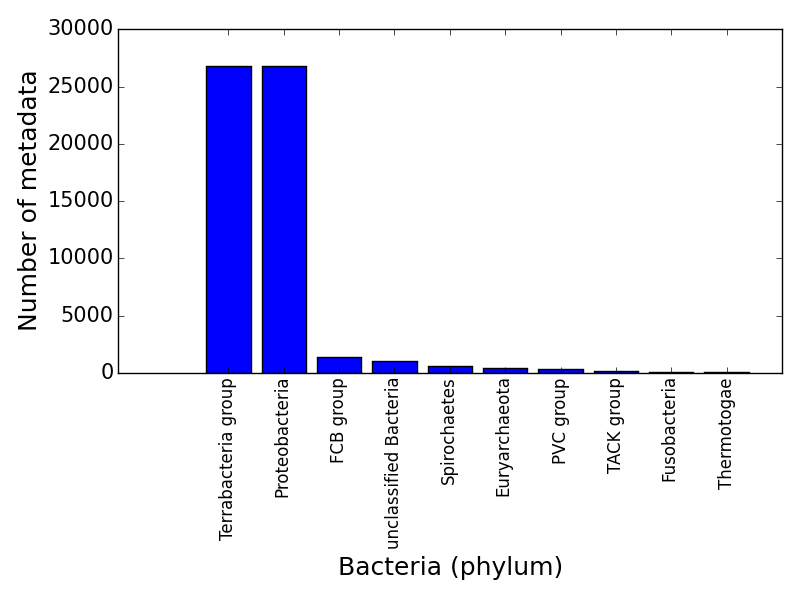 Number of metadata
30000
25000
20000
15000
10000
5000
0
Terrabacteria group
Proteobacteria
FCB group
unclassified Bacteria
Spirochaetes
Euryarchaeota
PVC group
TACK group
Fusobacteria
Thermotogae
Bacteria (phylum)